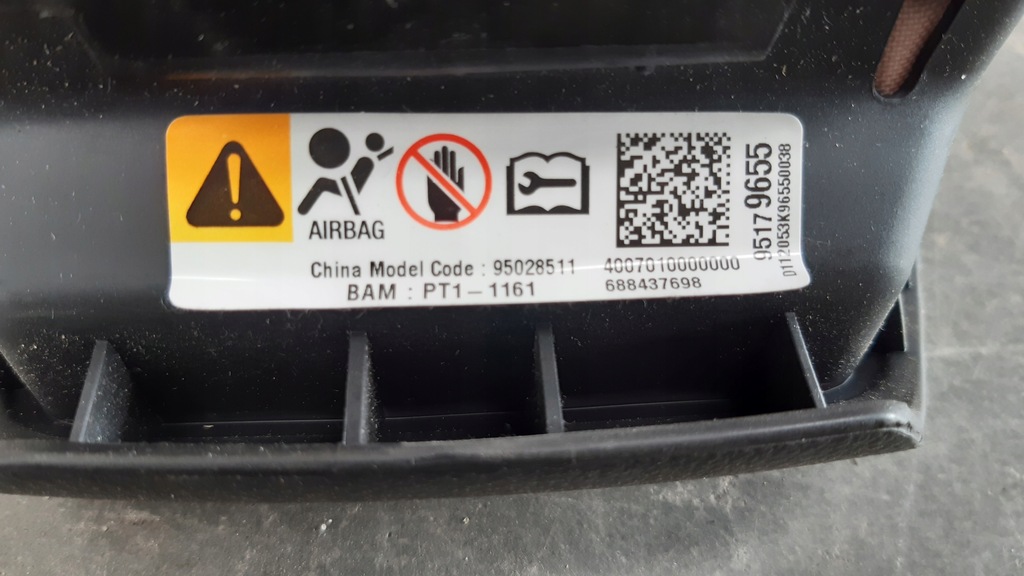 AIRBAG
China Model Code : 95028511
BAM : PT1-1161
4007010000000
688437698
95179655
0112053K96550038